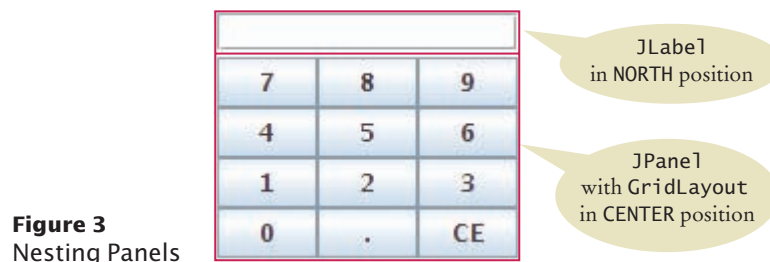 7 8 9
4 5 6
1 2 3
0 . CE
JLabel
in NORTH position
JPanel
with GridLayout
in CENTER position
Figure 3
Nesting Panels